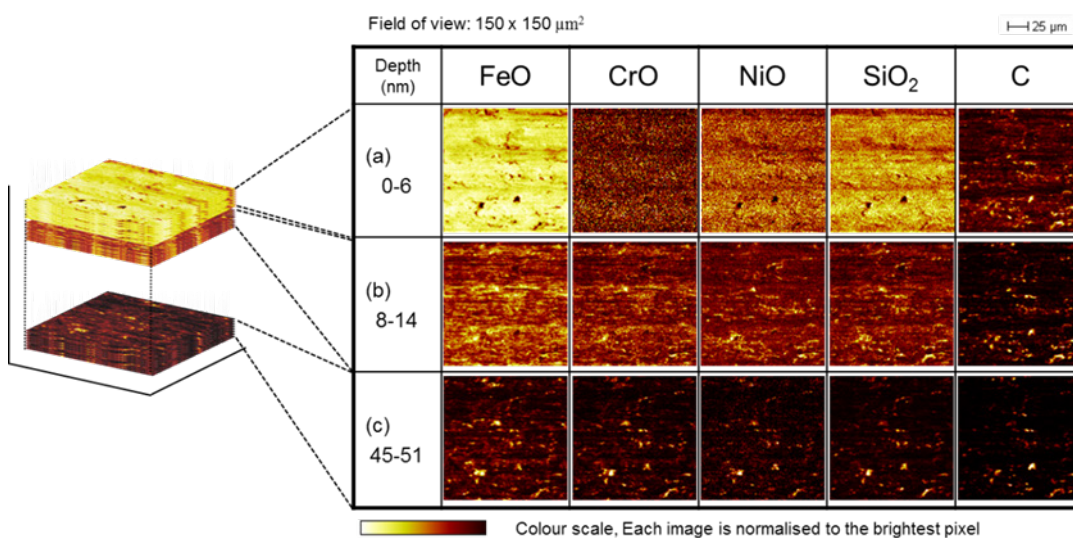 Field of view: 150 x 150 µm²
25 µm
Depth (nm) FeO CrO NiO SiO₂ C
(a) 0-6
(b) 8-14
(c) 45-51
Colour scale, Each image is normalised to the brightest pixel